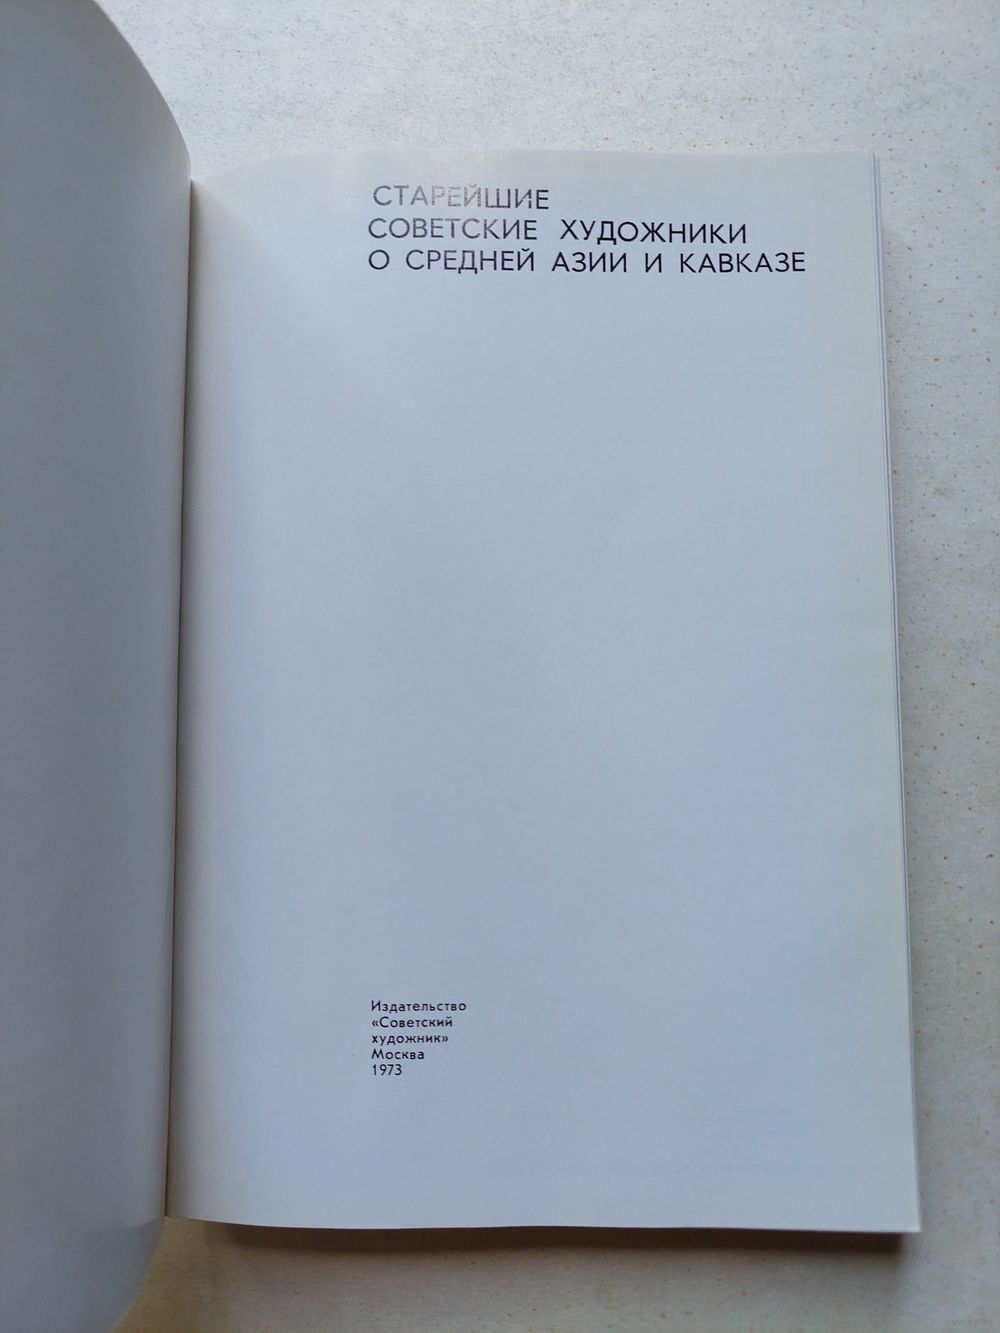 СТАРЕЙШИЕ
СОВЕТСКИЕ ХУДОЖНИКИ
О СРЕДНЕЙ АЗИИ И КАВКАЗЕ
Издательство
«Советский
художник»
Москва
1973